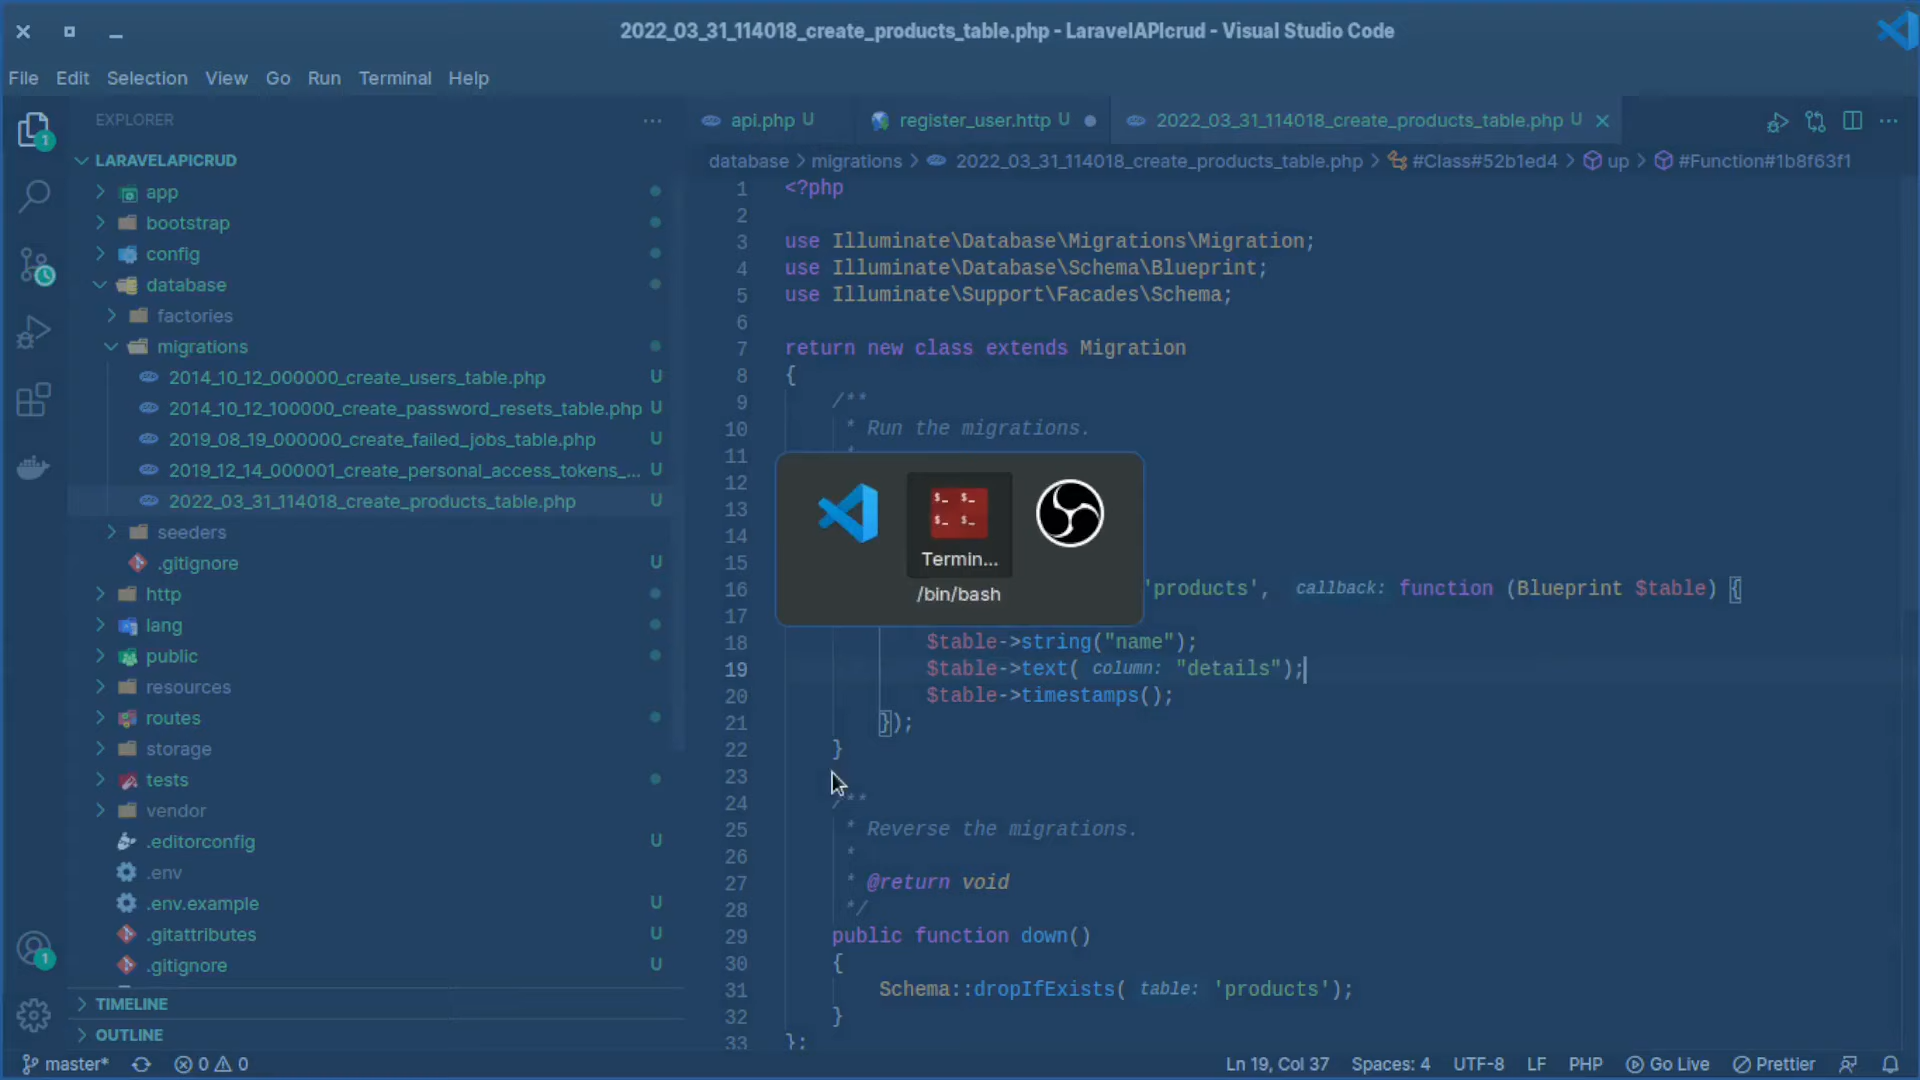 2022_03_31_114018_create_products_table.php - LaravelAPIcrud - Visual Studio Code
File Edit Selection View Go Run Terminal Help
EXPLORER
LARAVELAPICRUD
app
bootstrap
config
database
factories
migrations
2014_10_12_000000_create_users_table.php U
2014_10_12_100000_create_password_resets_table.php U
2019_08_19_000000_create_failed_jobs_table.php U
2019_12_14_000001_create_personal_access_tokens_... U
2022_03_31_114018_create_products_table.php U
seeders
.gitignore U
http
lang
public
resources
routes
storage
tests
vendor
.editorconfig U
.env
.env.example U
.gitattributes U
.gitignore U
TIMELINE
OUTLINE
api.php U register_user.http U 2022_03_31_114018_create_products_table.php U
database > migrations > 2022_03_31_114018_create_products_table.php > #Class#52b1ed4 > up > #Function#1b8f63f1
1 <?php
2
3 use Illuminate\Database\Migrations\Migration;
4 use Illuminate\Database\Schema\Blueprint;
5 use Illuminate\Support\Facades\Schema;
6
7 return new class extends Migration
8 {
9 /**
10 * Run the migrations.
11 *
12
13
14
15
16 'products', callback: function (Blueprint $table) {
17
18 $table->string("name");
19 $table->text( column: "details");
20 $table->timestamps();
21 });
22 }
23
24 /**
25 * Reverse the migrations.
26 *
27 * @return void
28 */
29 public function down()
30 {
31 Schema::dropIfExists( table: 'products');
32 }
33 };
$_ $_
$_ $_
Termin...
/bin/bash
master* 0 0 Ln 19, Col 37 Spaces: 4 UTF-8 LF PHP Go Live Prettier
1
1